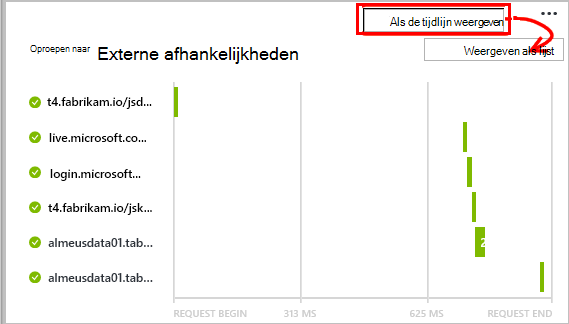 Als de tijdlijn weergeven
Oproepen naar Externe afhankelijkheden
Weergeven als lijst
t4.fabrikam.io/jsd...
live.microsoft.co...
login.microsoft...
t4.fabrikam.io/jsk...
almeusdata01.tab...
2
almeusdata01.tab...
REQUEST BEGIN 313 MS 625 MS REQUEST END